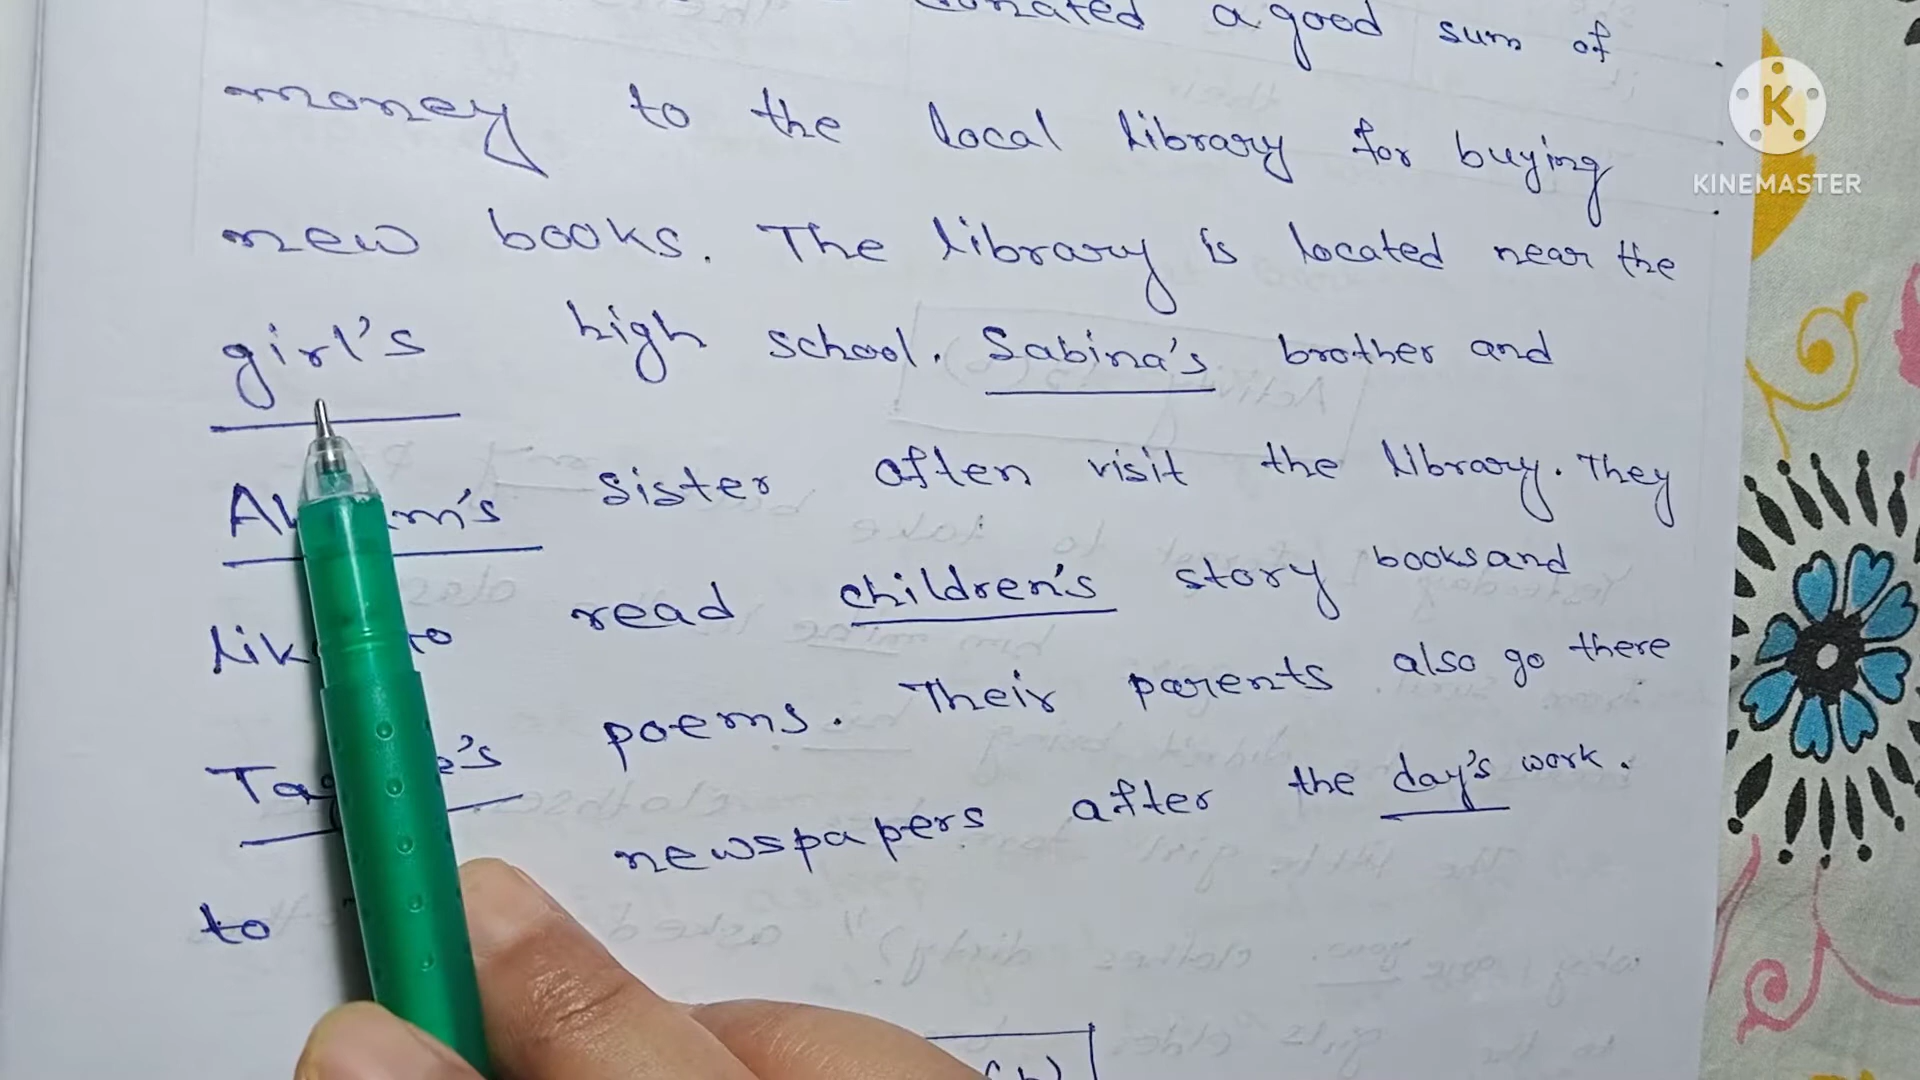 a good sum of
money to the local library for buying
new books. The library is located near the
girl's high school. Sabina's brother and
sister often visit the library. They
to read children's story books and
poems. Their parents also go there
to newspapers after the day's work.
KINEMASTER